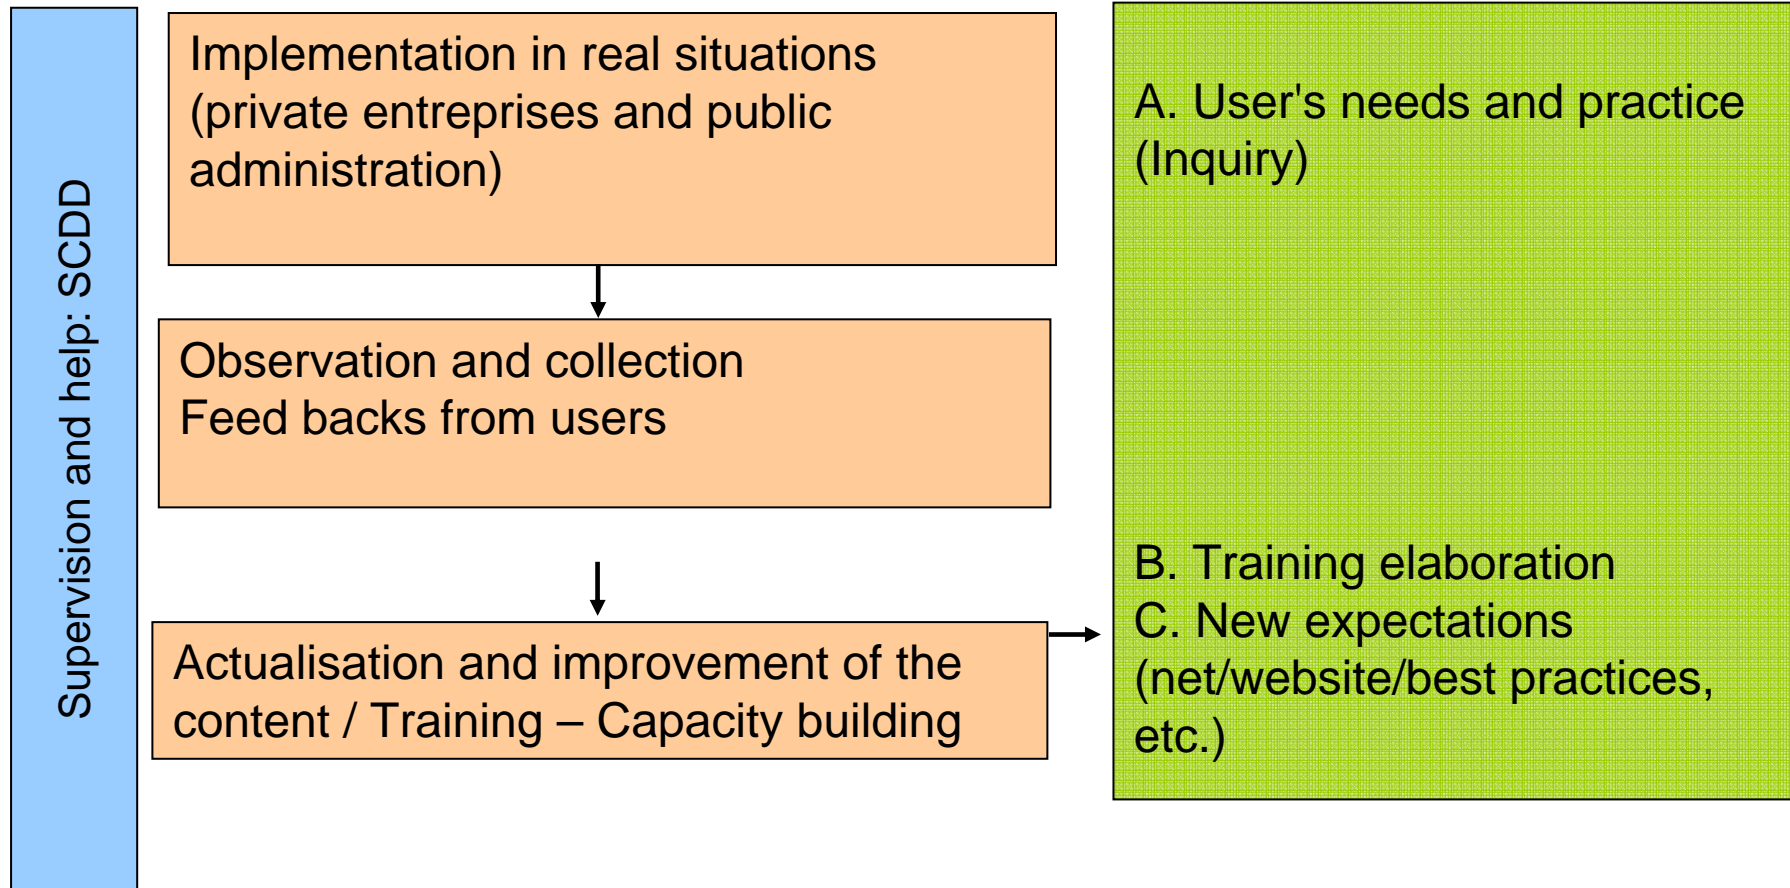 Supervision and help: SCDD
Implementation in real situations
(private entreprises and public
administration)
Observation and collection
Feed backs from users
Actualisation and improvement of the
content / Training – Capacity building
A. User's needs and practice
(Inquiry)
B. Training elaboration
C. New expectations
(net/website/best practices,
etc.)